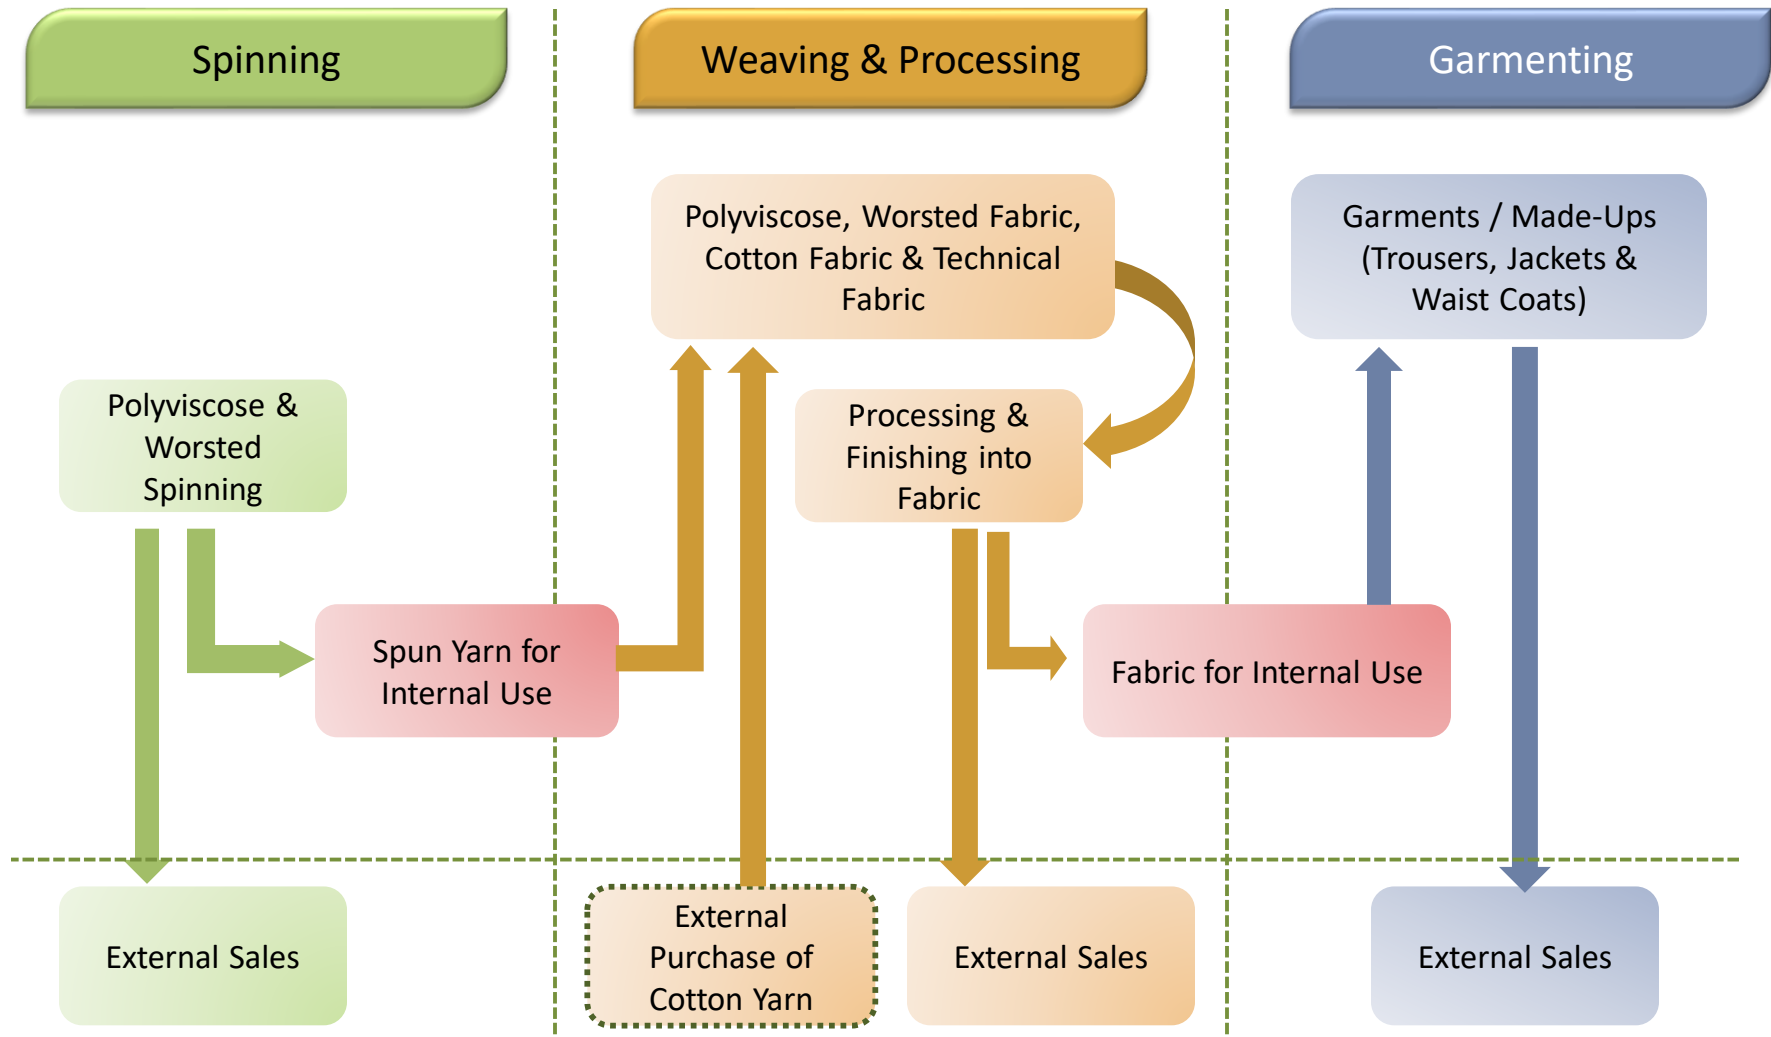 Spinning
Weaving & Processing
Garmenting
Polyviscose, Worsted Fabric,
Cotton Fabric & Technical
Fabric
Garments / Made-Ups
(Trousers, Jackets &
Waist Coats)
Polyviscose &
Worsted
Spinning
Processing &
Finishing into
Fabric
Spun Yarn for
Internal Use
Fabric for Internal Use
External Sales
External
Purchase of
Cotton Yarn
External Sales
External Sales